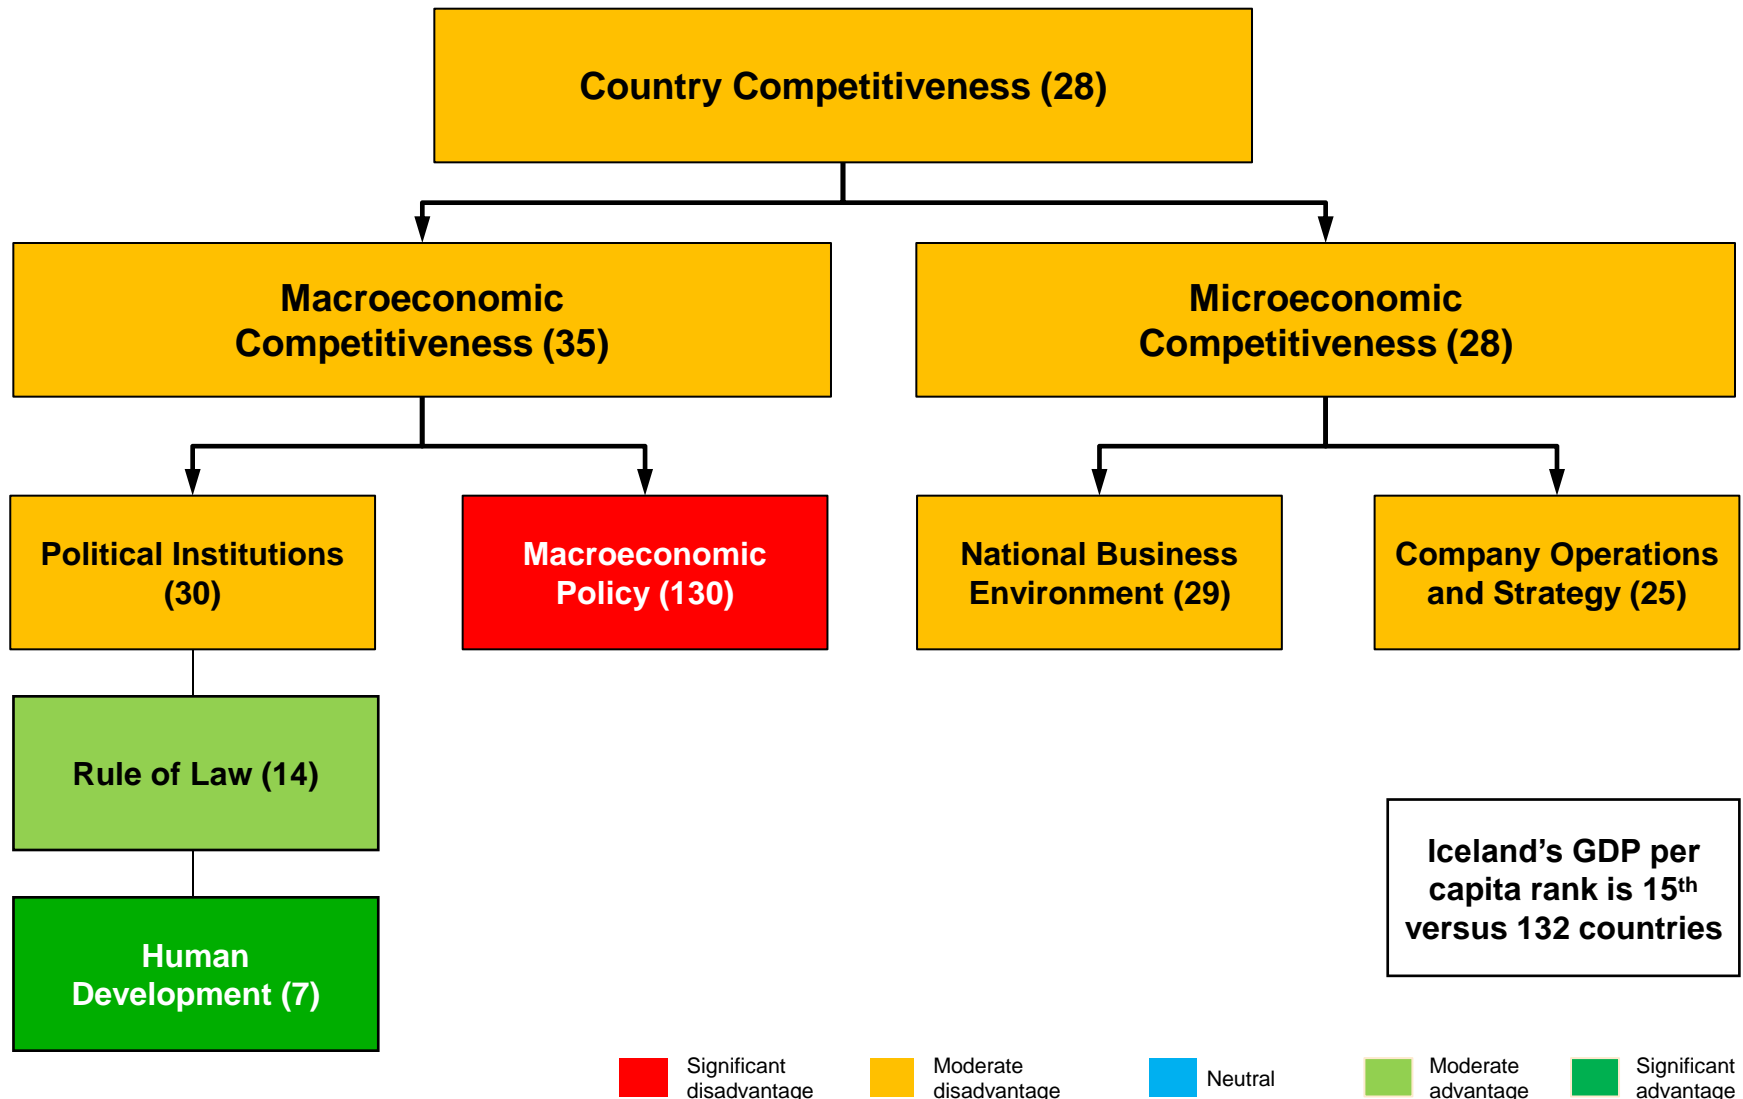 Country Competitiveness (28)
Macroeconomic
Competitiveness (35)
Microeconomic
Competitiveness (28)
Political Institutions
(30)
Macroeconomic
Policy (130)
National Business
Environment (29)
Company Operations
and Strategy (25)
Rule of Law (14)
Human
Development (7)
Iceland’s GDP per
capita rank is 15th
versus 132 countries
Significant
disadvantage
Moderate
disadvantage
Neutral
Moderate
advantage
Significant
advantage